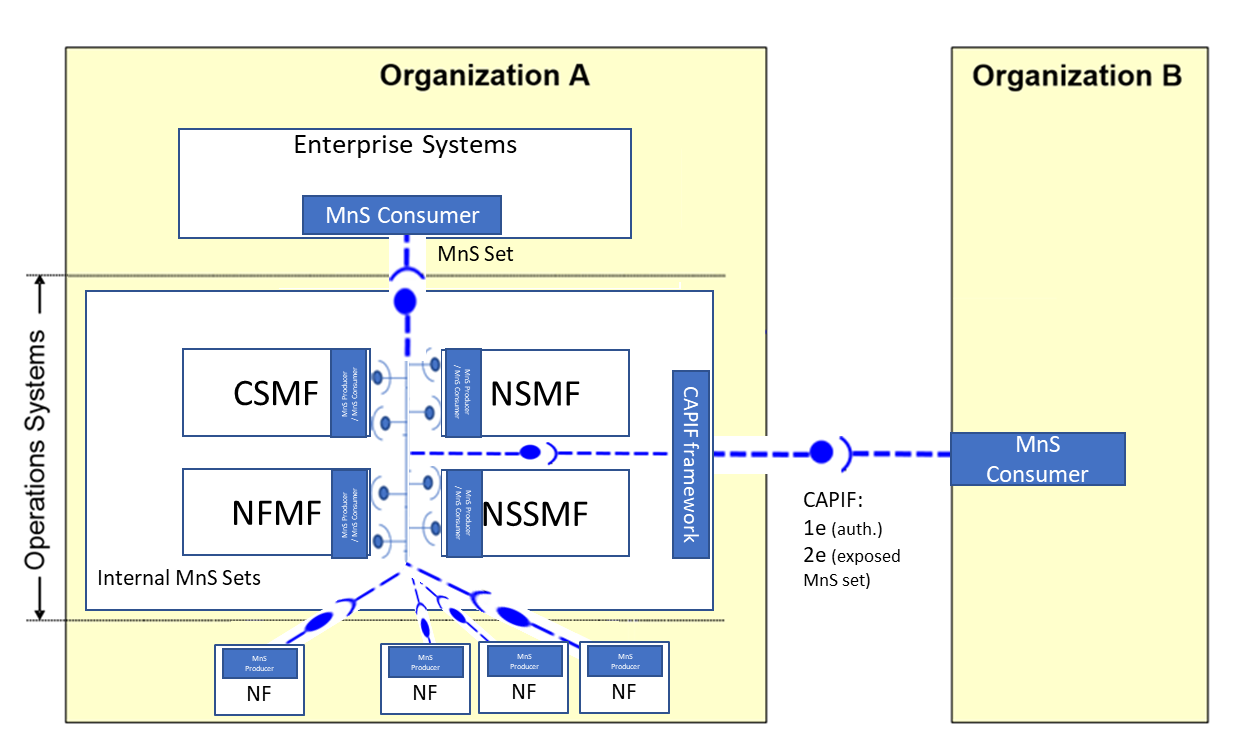 Organization A
Organization B
Enterprise Systems
MnS Consumer
MnS Set
Operations Systems
CSMF
MnS Producer
/ MnS Consumer
MnS Producer
/ MnS Consumer
NSMF
CAPIF framework
MnS
Consumer
NFMF
MnS Producer
/ MnS Consumer
MnS Producer
/ MnS Consumer
NSSMF
CAPIF:
1e (auth.)
2e (exposed
MnS set)
Internal MnS Sets
MnS
Producer
NF
MnS
Producer
NF
MnS
Producer
NF
MnS
Producer
NF